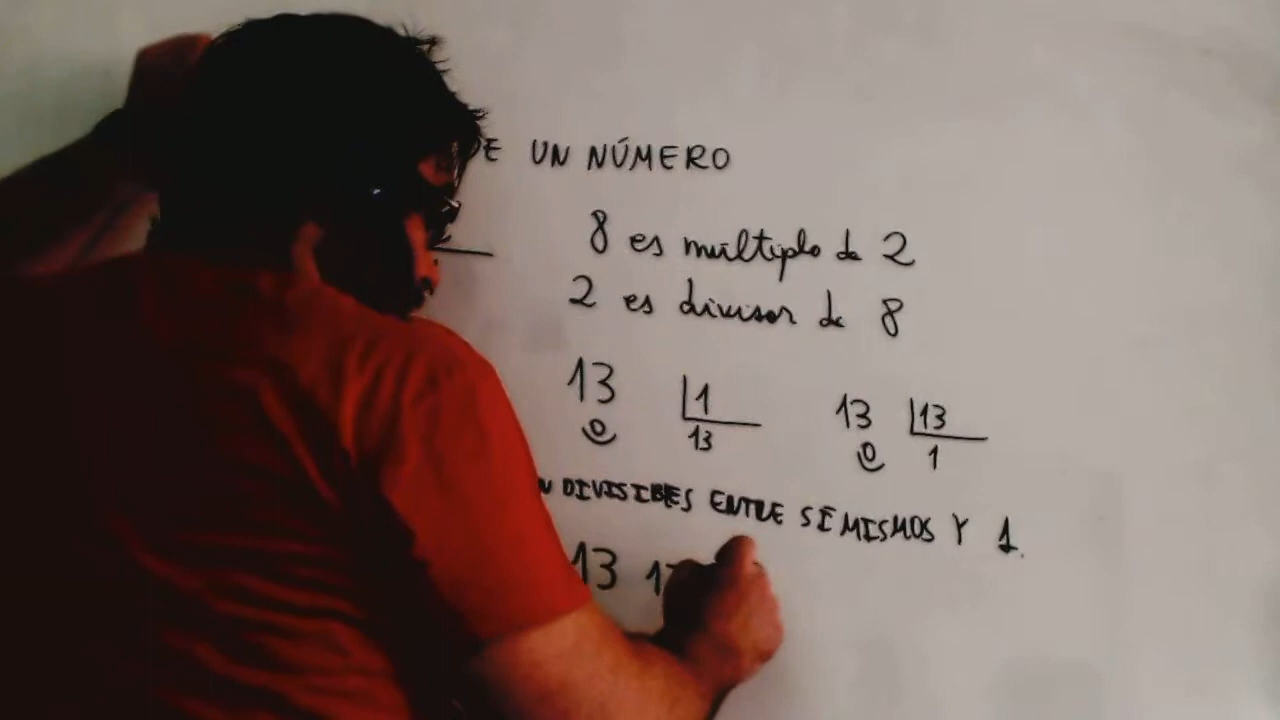 DE UN NÚMERO
8 es múltiplo de 2
2 es divisor de 8
13 1 13 13
0 13 0 1
DIVISIBLES ENTRE SÍ MISMOS Y 1.
13